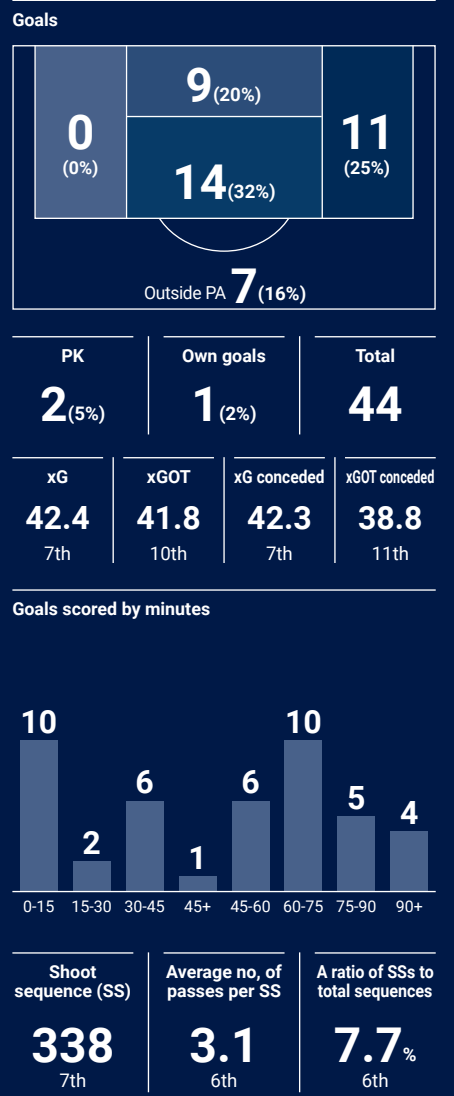 Goals
9(20%)
0
(0%)
11
(25%)
14(32%)
Outside PA 7(16%)
PK
2(5%)
Own goals
1(2%)
Total
44
xG
42.4
7th
xGOT
41.8
10th
xG conceded
42.3
7th
xGOT conceded
38.8
11th
Goals scored by minutes
10 2 6 1 6 10 5 4
0-15 15-30 30-45 45+ 45-60 60-75 75-90 90+
Shoot
sequence (SS)
338
7th
Average no, of
passes per SS
3.1
6th
A ratio of SSs to
total sequences
7.7%
6th